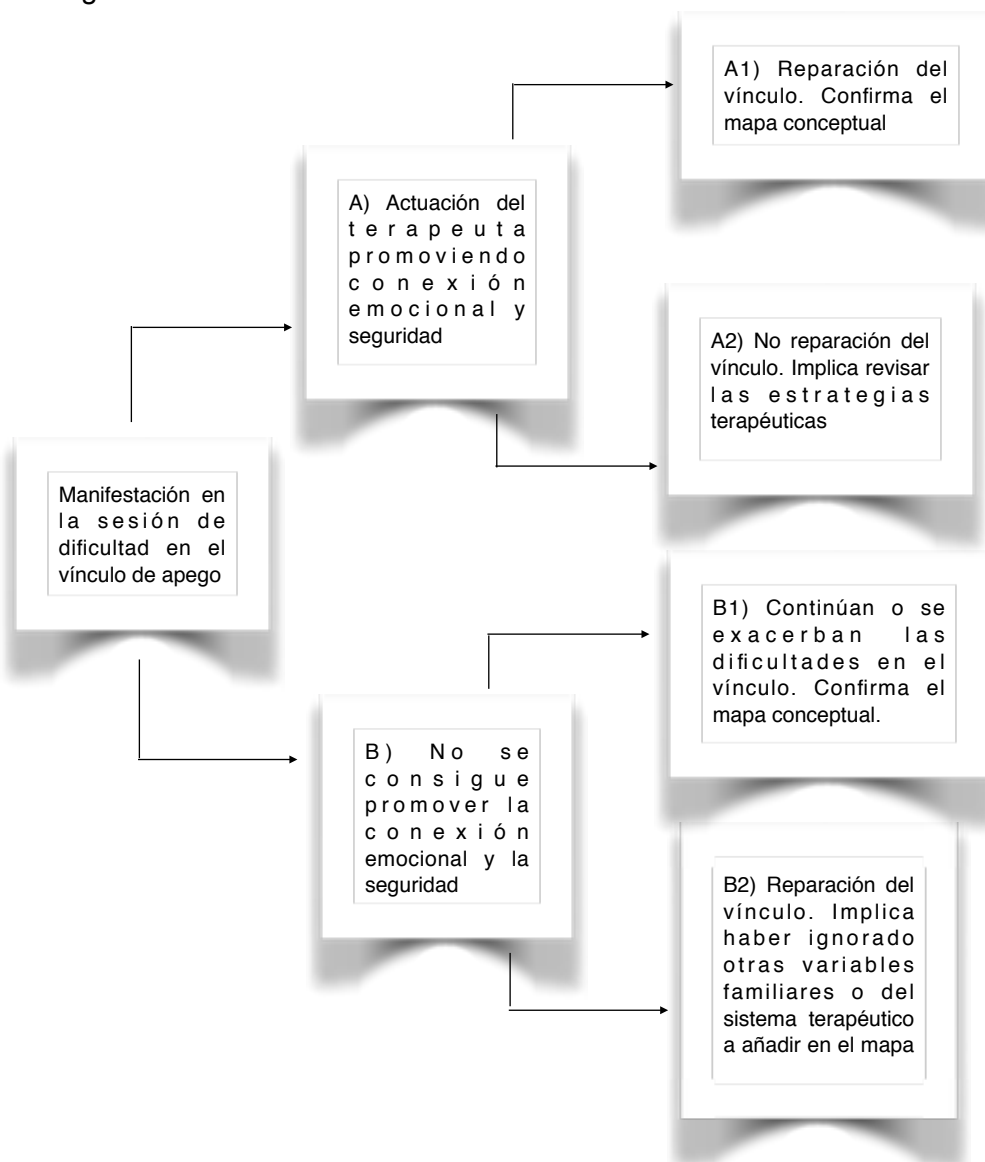 A1) Reparación del
vínculo. Confirma el
mapa conceptual
A) Actuación del
terapeuta
promoviendo
conexión
emocional y
seguridad
A2) No reparación del
vínculo. Implica revisar
las estrategias
terapéuticas
Manifestación en
la sesión de
dificultad en el
vínculo de apego
B1) Continúan o se
exacerban las
dificultades en el
vínculo. Confirma el
mapa conceptual.
B) No se
consigue
promover la
conexión
emocional y la
seguridad
B2) Reparación del
vínculo. Implica
haber ignorado
otras variables
familiares o del
sistema terapéutico
a añadir en el mapa